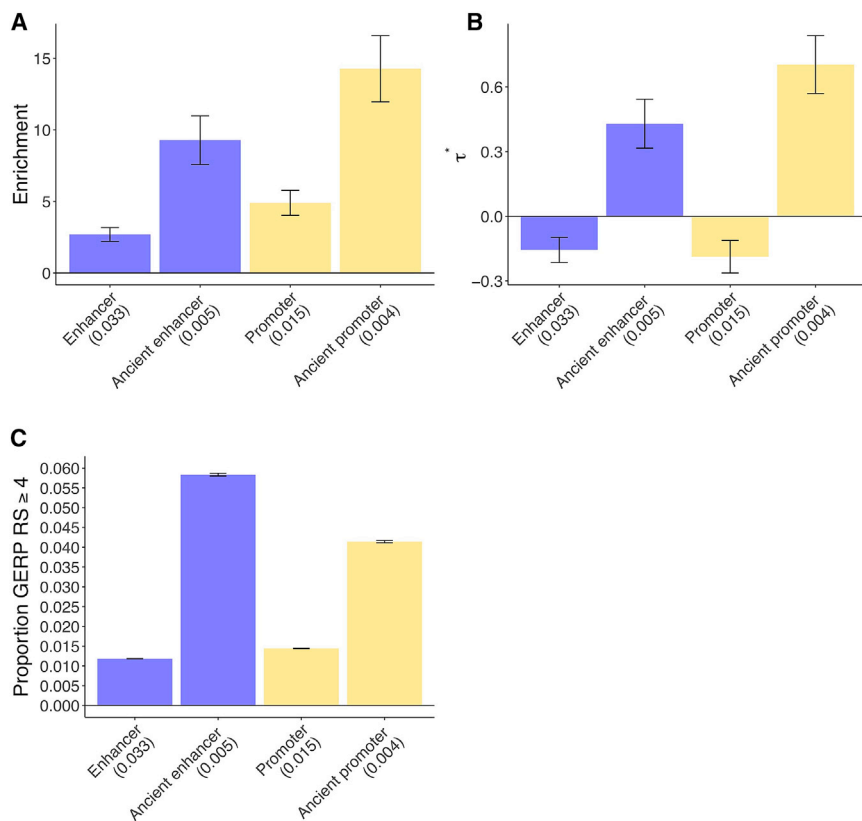 A
Enrichment
15
10
5
0
Enhancer
(0.033)
Ancient enhancer
(0.005)
Promoter
(0.015)
Ancient promoter
(0.004)
B
τ*
0.6
0.3
0.0
−0.3
Enhancer
(0.033)
Ancient enhancer
(0.005)
Promoter
(0.015)
Ancient promoter
(0.004)
C
Proportion GERP RS ≥ 4
0.060
0.055
0.050
0.045
0.040
0.035
0.030
0.025
0.020
0.015
0.010
0.005
0.000
Enhancer
(0.033)
Ancient enhancer
(0.005)
Promoter
(0.015)
Ancient promoter
(0.004)